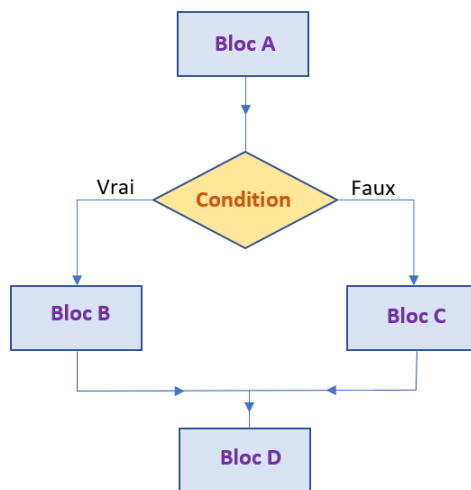 Bloc A
Vrai
Faux
Condition
Bloc B
Bloc C
Bloc D